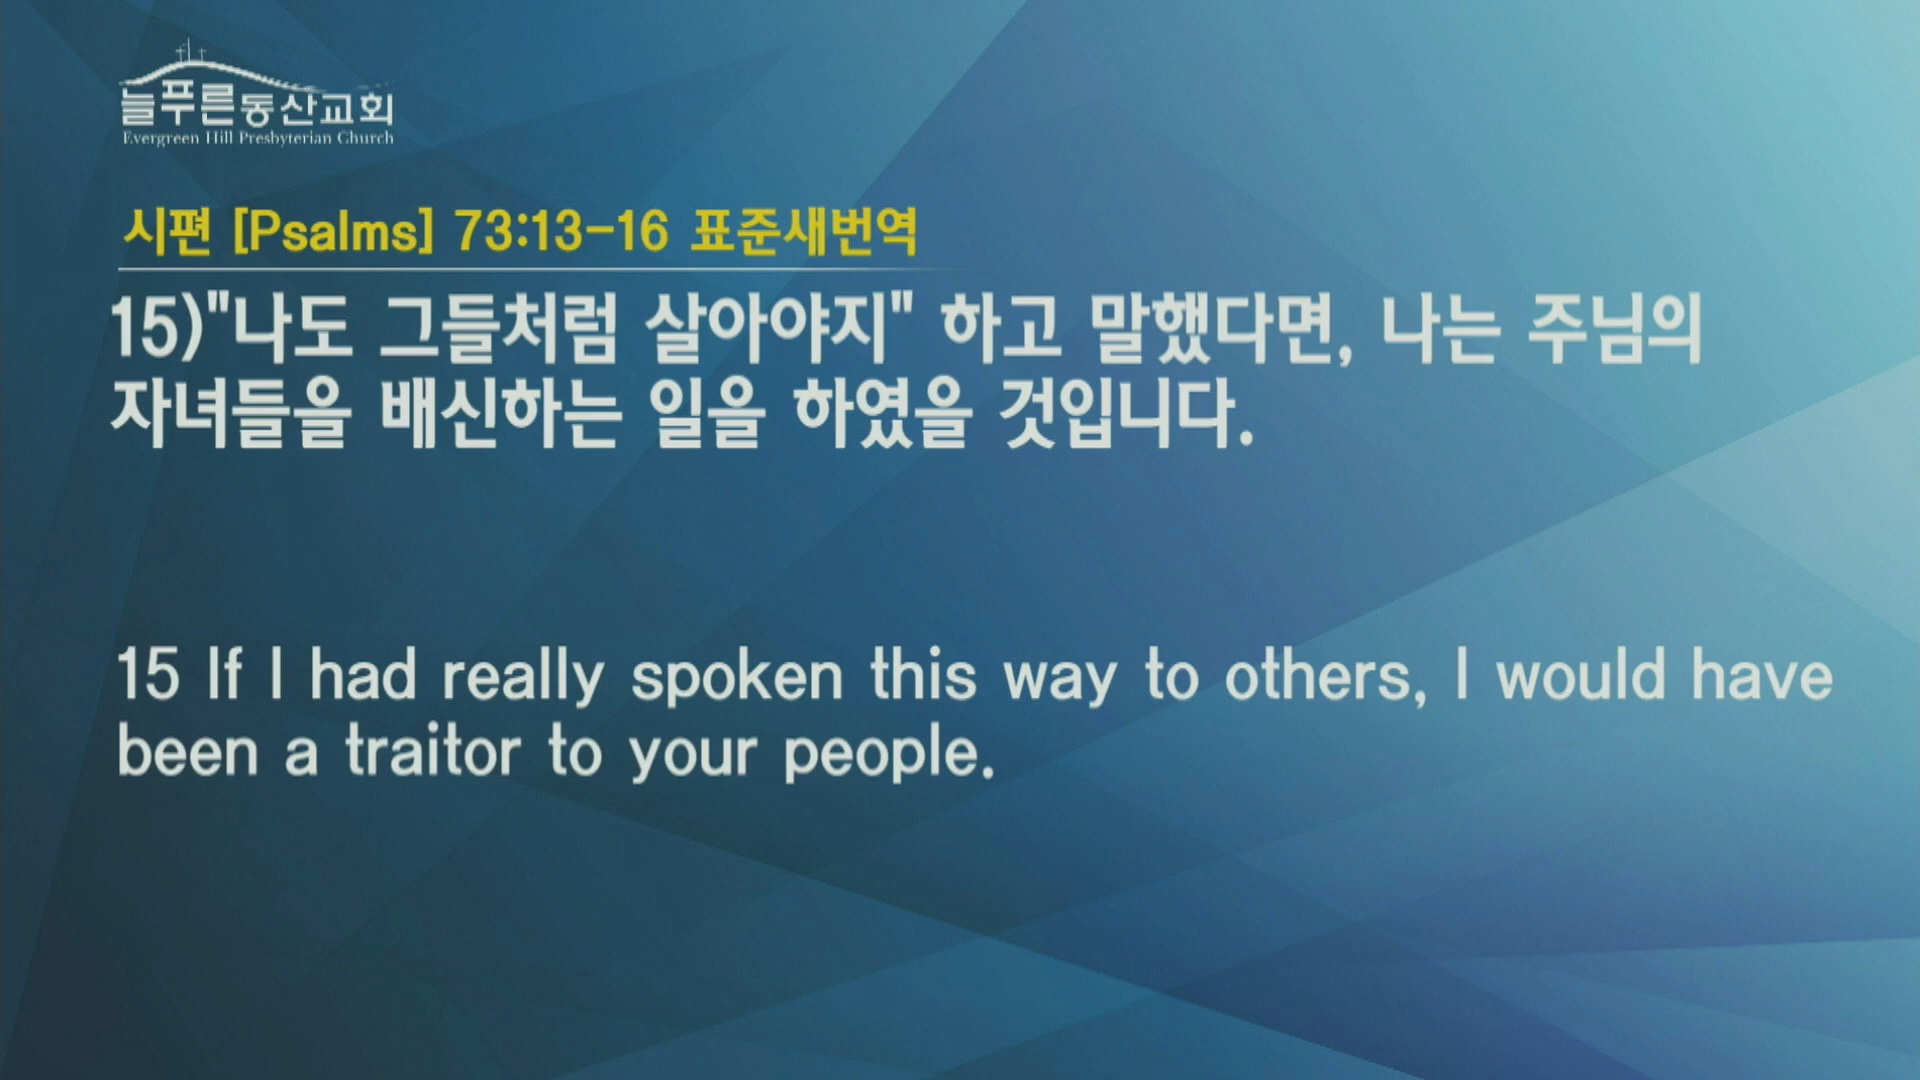 늘푸른동산교회
Evergreen Hill Presbyterian Church
시편 [Psalms] 73:13-16 표준새번역
15)"나도 그들처럼 살아야지" 하고 말했다면, 나는 주님의
자녀들을 배신하는 일을 하였을 것입니다.
15 If I had really spoken this way to others, I would have
been a traitor to your people.